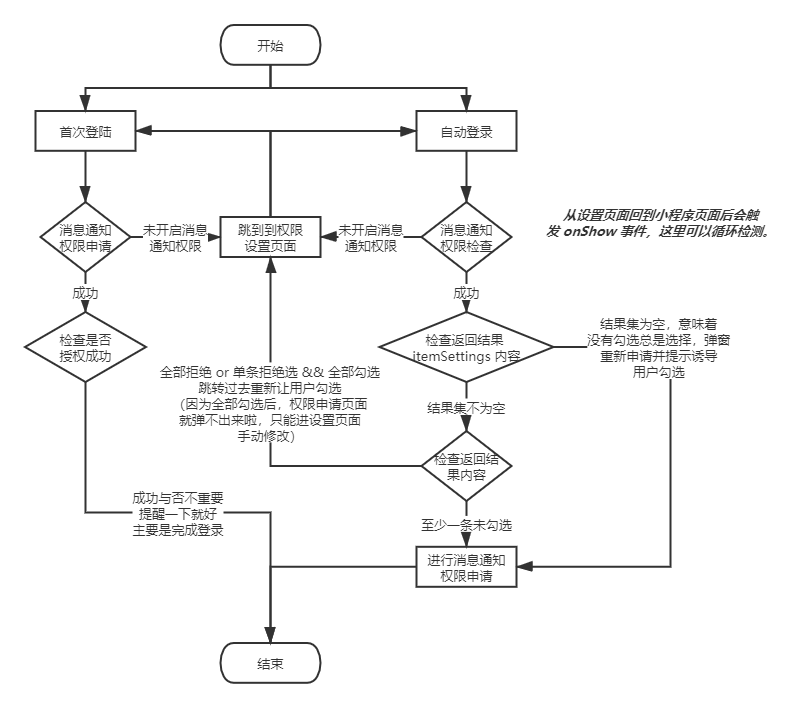 开始
首次登陆
自动登录
消息通知
权限申请
未开启消息
通知权限
跳到到权限
设置页面
未开启消息
通知权限
消息通知
权限检查
从设置页面回到小程序页面后会触
发 onShow 事件，这里可以循环检测。
成功
成功
检查是否
授权成功
检查返回结果
itemSettings 内容
结果集为空，意味着
没有勾选总是选择，弹窗
重新申请并提示诱导
用户勾选
全部拒绝 or 单条拒绝选 && 全部勾选
跳转过去重新让用户勾选
（因为全部勾选后，权限申请页面
就弹不出来啦，只能进设置页面
手动修改）
结果集不为空
检查返回结
果内容
成功与否不重要
提醒一下就好
主要是完成登录
至少一条未勾选
进行消息通知
权限申请
结束